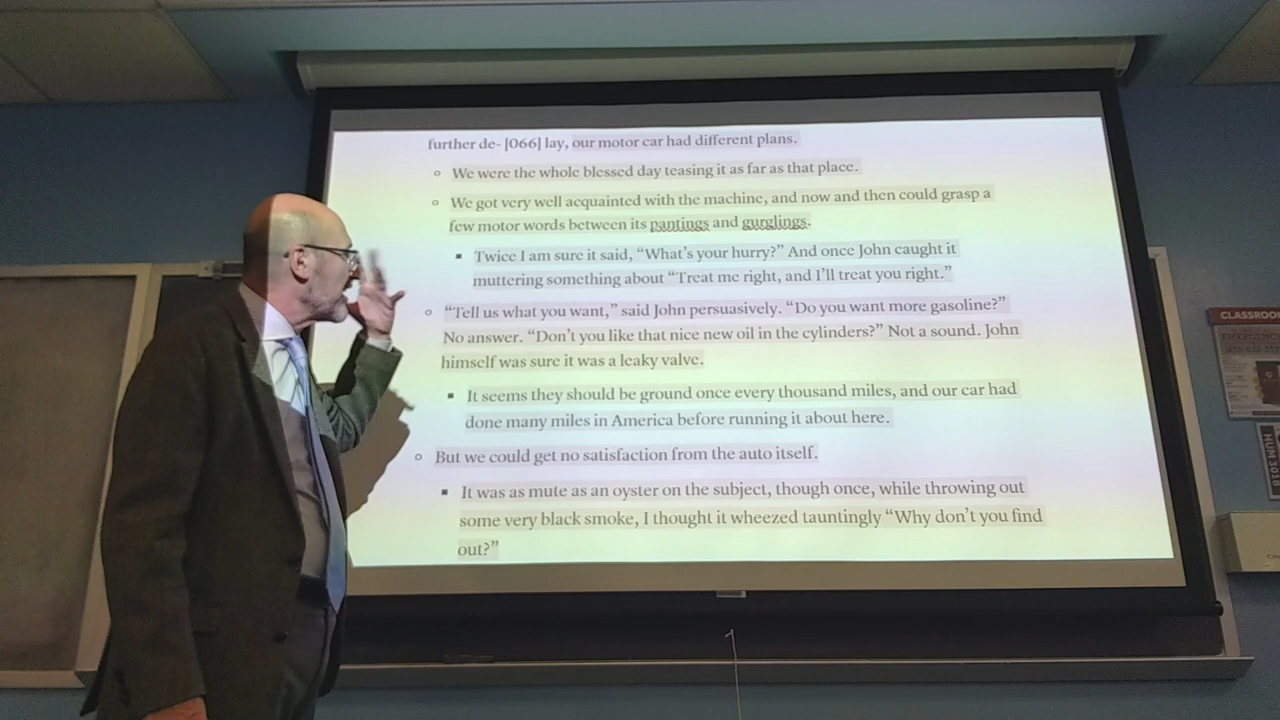 further de- [066] lay, our motor car had different plans.
We were the whole blessed day teasing it as far as that place.
We got very well acquainted with the machine, and now and then could grasp a
few motor words between its pantings and gurglings.
Twice I am sure it said, “What’s your hurry?” And once John caught it
muttering something about “Treat me right, and I’ll treat you right.”
“Tell us what you want,” said John persuasively. “Do you want more gasoline?”
No answer. “Don’t you like that nice new oil in the cylinders?” Not a sound. John
himself was sure it was a leaky valve.
It seems they should be ground once every thousand miles, and our car had
done many miles in America before running it about here.
But we could get no satisfaction from the auto itself.
It was as mute as an oyster on the subject, though once, while throwing out
some very black smoke, I thought it wheezed tauntingly “Why don’t you find
out?”
CLASSROO
EMERGENCY
HUM 3018